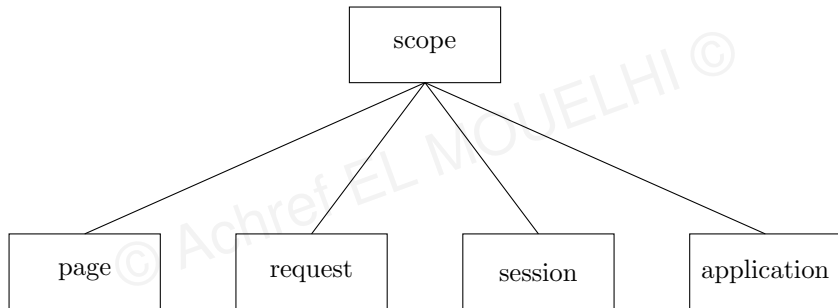 scope
© Achref EL MOUELHI ©
page
request
session
application